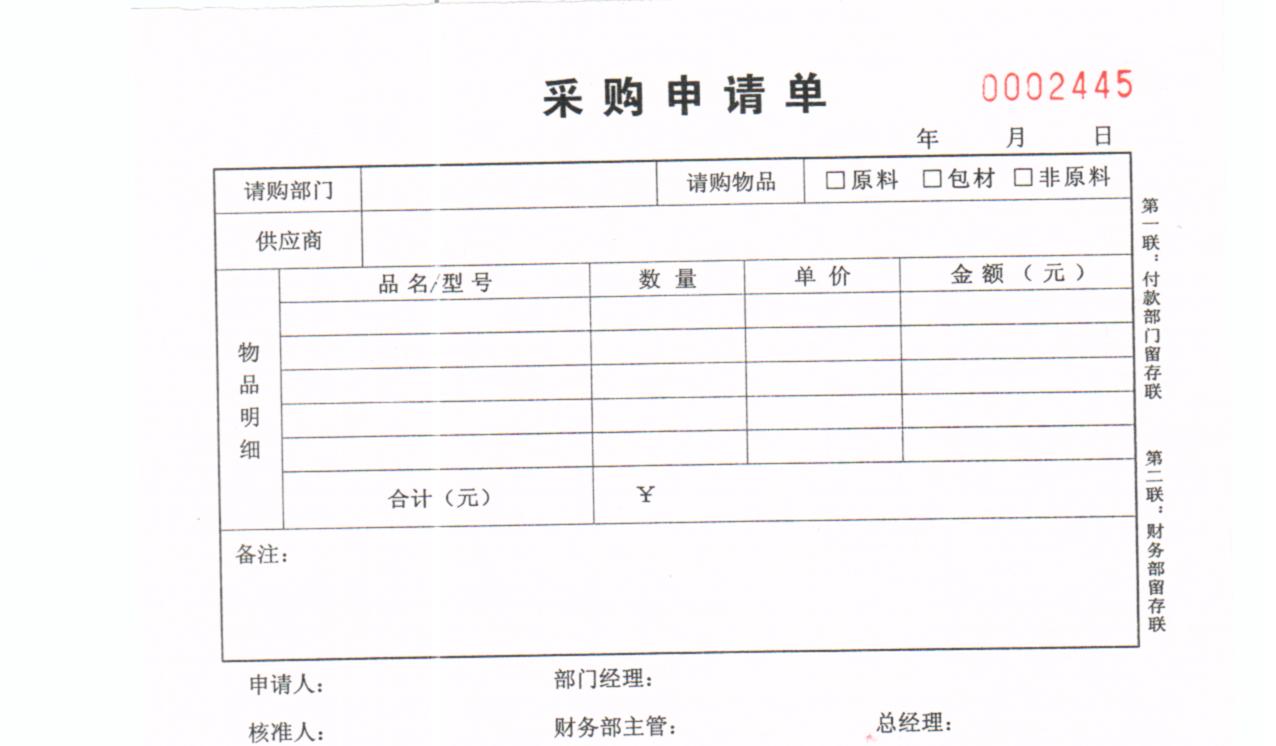 采购申请单
0002445
年 月 日
请购部门 请购物品 □原料 □包材 □非原料
供应商
物品明细
品名/型号 数量 单价 金额（元）
合计（元） ￥
备注：
申请人： 部门经理：
核准人： 财务部主管： 总经理：
第一联：付款部门留存联
第二联：财务部留存联